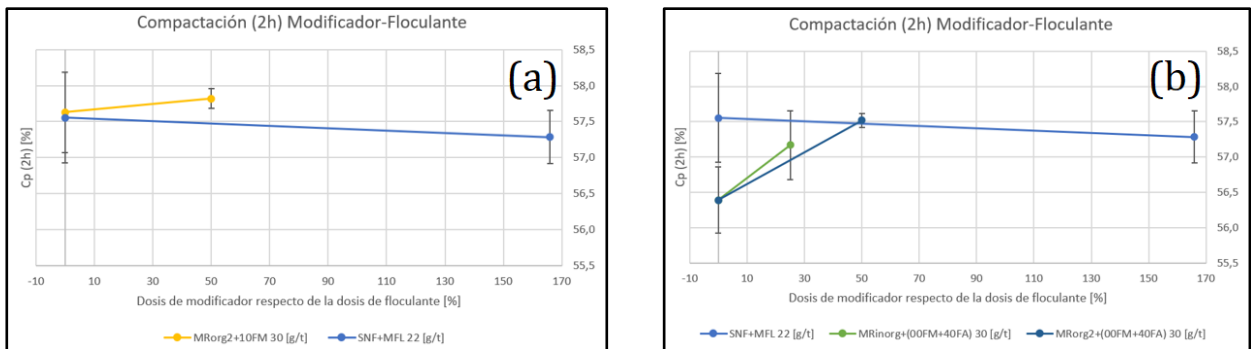 Compactación (2h) Modificador-Floculante
(a)
58,5
58,0
57,5
57,0
56,5
56,0
55,5
Cp (2h) [%]
-10 10 30 50 70 90 110 130 150 170
Dosis de modificador respecto de la dosis de floculante [%]
MRorg2+10FM 30 [g/t] SNF+MFL 22 [g/t]
Compactación (2h) Modificador-Floculante
(b)
58,5
58,0
57,5
57,0
56,5
56,0
55,5
Cp (2h) [%]
-10 10 30 50 70 90 110 130 150 170
Dosis de modificador respecto de la dosis de floculante [%]
SNF+MFL 22 [g/t] MRinorg+(00FM+40FA) 30 [g/t] MRorg2+(00FM+40FA) 30 [g/t]